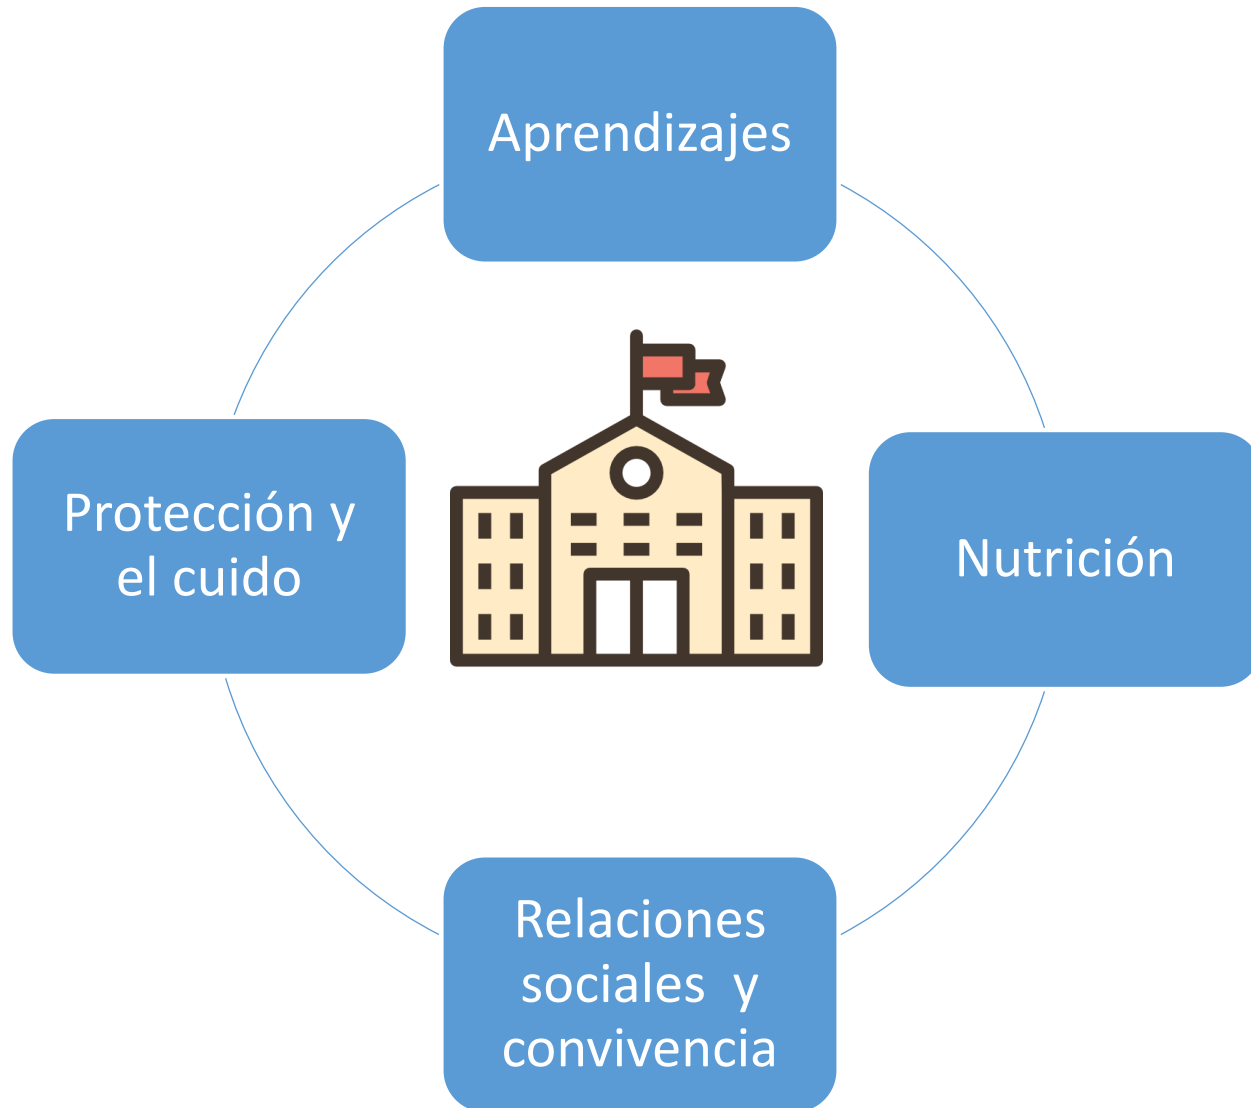 Aprendizajes
Protección y
el cuido
Nutrición
Relaciones
sociales y
convivencia